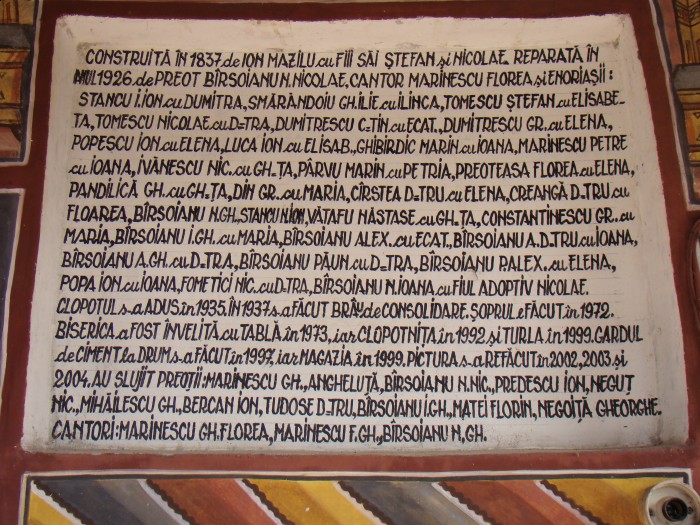 CONSTRUITĂ ÎN 1837 de ION MAZILU cu FIII SĂI ŞTEFAN şi NICOLAE. REPARATĂ ÎN
ANUL 1926 de PREOT BÎRSOIANU N. NICOLAE, CANTOR MARINESCU FLOREA şi ENORIAŞII :
STANCU I. ION cu DUMITRA, SMĂRĂNDOIU GH. ILIE cu ILINCA, TOMESCU ŞTEFAN cu ELISABE-
TA, TOMESCU NICOLAE cu D=TRA, DUMITRESCU C=TIN cu ECAT., DUMITRESCU GR. cu ELENA,
POPESCU ION cu ELENA, LUCA ION cu ELISAB., GHIBIRDIC MARIN cu IOANA, MARINESCU PETRE
cu IOANA, IVĂNESCU NIC. cu GH=ŢA, PÂRVU MARIN cu PETRIA, PREOTEASA FLOREA cu ELENA,
PANDILICĂ GH. cu GH=ŢA, DIN GR. cu MARIA, CÎRSTEA D=TRU cu ELENA, CREANGĂ D=TRU cu
FLOAREA, BÎRSOIANU N. GH. STANCU N. ION, VĂTAFU NĂSTASE cu GH=ŢA, CONSTANTINESCU GR. cu
MARIA, BÎRSOIANU I. GH. cu MARIA, BÎRSOIANU ALEX. cu ECAT. BÎRSOIANU A. D=TRU cu IOANA,
BÎRSOIANU A. GH. cu D=TRA, BÎRSOIANU PĂUN cu D=TRA, BÎRSOIANU P. ALEX. cu ELENA,
POPA ION cu IOANA, FOMETICI NIC. cu D=TRA, BÎRSOIANU N. IOANA cu FIUL ADOPTIV NICOLAE.
CLOPOTUL s-a ADUS în 1935. ÎN 1937 s-a FĂCUT BRÂU de CONSOLIDARE. ŞOPRUL e FĂCUT în 1972.
BISERICA a FOST ÎNVELITĂ cu TABLĂ în 1973, iar CLOPOTNIŢA în 1992 şi TURLA în 1999. GARDUL
de CIMENT la DRUM s-a FĂCUT în 1997, iar MAGAZIA în 1999. PICTURA s-a REFĂCUT în 2002, 2003 şi
2004. AU SLUJIT PREOŢII : MARINESCU GH., ANGHELUŢĂ, BÎRSOIANU N. NIC., PREDESCU ION, NEGUŢ
NIC., MIHĂILESCU GH., BERCAN ION, TUDOSE D=TRU, BÎRSOIANU I. GH., MATEI FLORIN, NEGOIŢĂ GHEORGHE.
CANTORI : MARINESCU GH. FLOREA, MARINESCU F. GH., BÎRSOIANU N. GH.